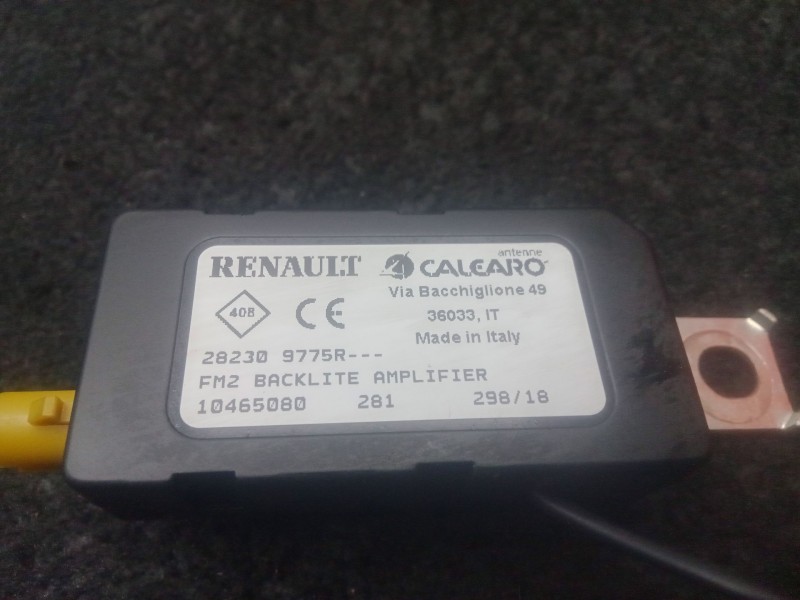 RENAULT antenne CALEARO
Via Bacchiglione 49
408 CE 36033, IT
Made in Italy
28230 9775R---
FM2 BACKLITE AMPLIFIER
10465080 281 298/18